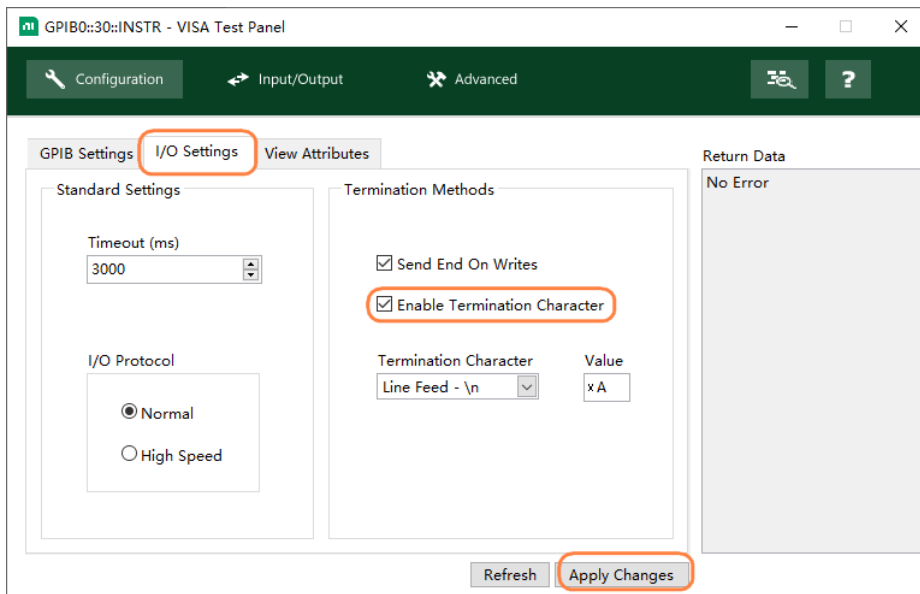 GPIB0::30::INSTR - VISA Test Panel
Configuration
Input/Output
Advanced
?
GPIB Settings
I/O Settings
View Attributes
Return Data
No Error
Standard Settings
Timeout (ms)
3000
I/O Protocol
Normal
High Speed
Termination Methods
Send End On Writes
Enable Termination Character
Termination Character
Value
Line Feed - \n
xA
Refresh
Apply Changes